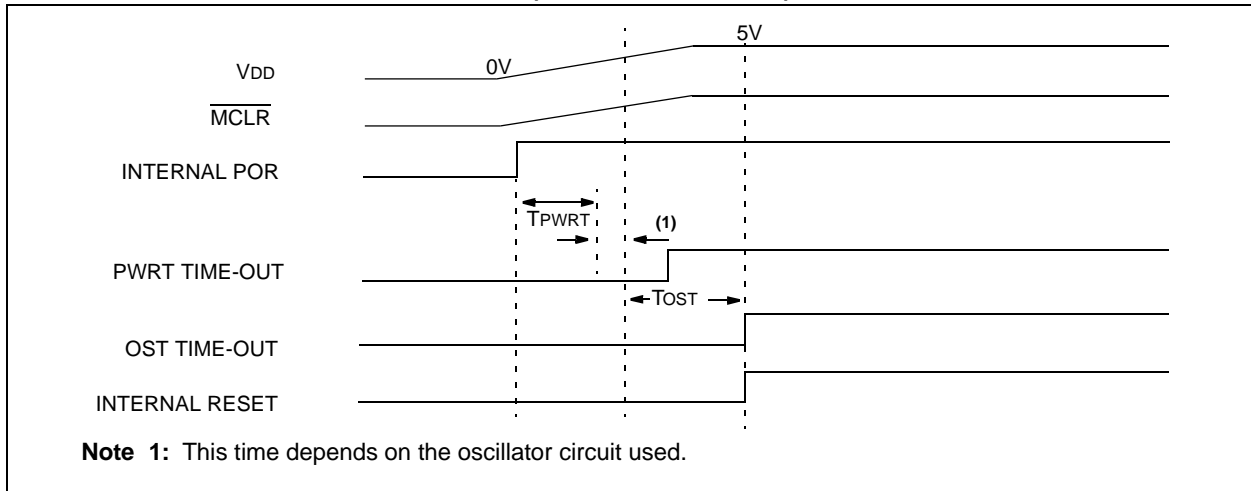 5V
VDD
0V
MCLR
INTERNAL POR
TPWRT
(1)
PWRT TIME-OUT
TOST
OST TIME-OUT
INTERNAL RESET
Note 1: This time depends on the oscillator circuit used.